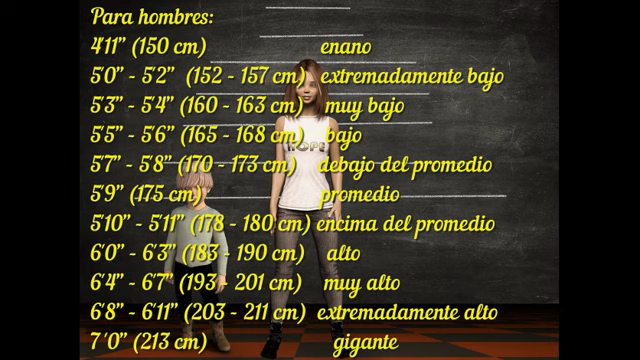 Para hombres:
4'11" (150 cm) enano
5'0" - 5'2" (152 - 157 cm) extremadamente bajo
5'3" - 5'4" (160 - 163 cm) muy bajo
5'5" - 5'6" (165 - 168 cm) bajo
5'7" - 5'8" (170 - 173 cm) debajo del promedio
5'9" (175 cm) promedio
5'10" - 5'11" (178 - 180 cm) encima del promedio
6'0" - 6'3" (183 - 190 cm) alto
6'4" - 6'7" (193 - 201 cm) muy alto
6'8" - 6'11" (203 - 211 cm) extremadamente alto
7'0" (213 cm) gigante
HOPE